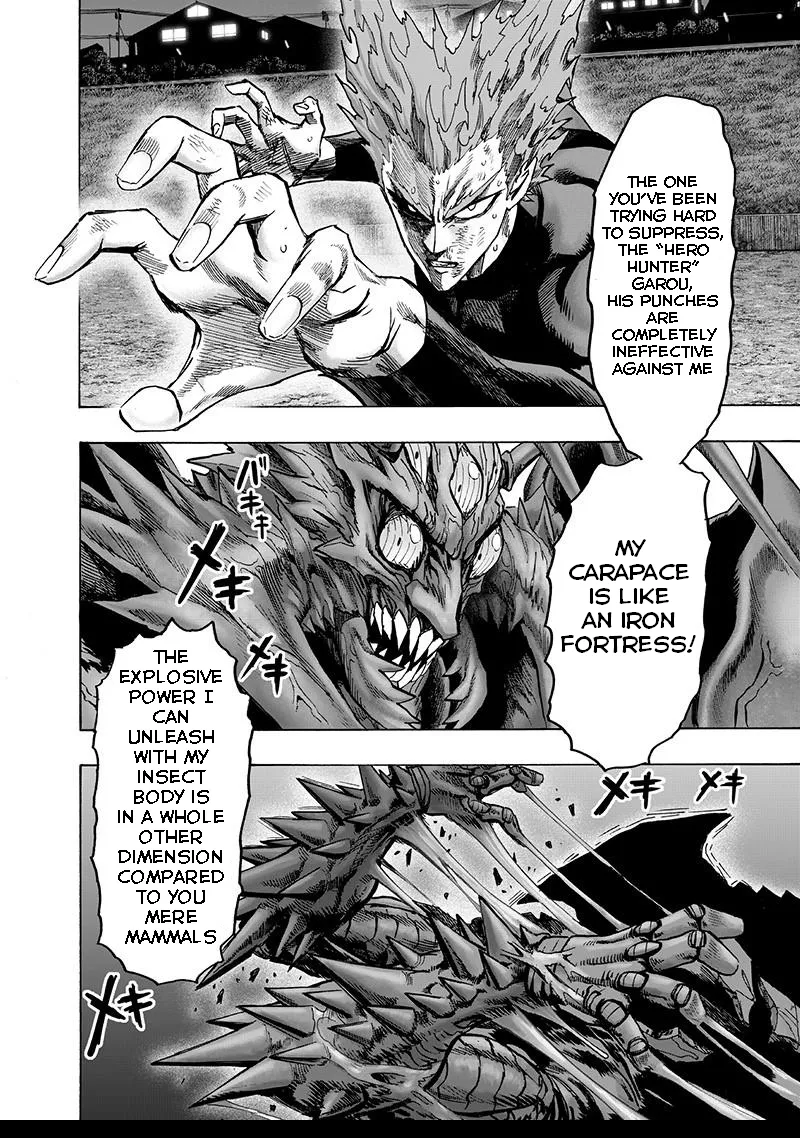 THE ONE
YOU'VE BEEN
TRYING HARD
TO SUPPRESS,
THE "HERO
HUNTER"
GAROU,
HIS PUNCHES
ARE
COMPLETELY
INEFFECTIVE
AGAINST ME
バキキキ
メキ
メキ
MY
CARAPACE
IS LIKE
AN IRON
FORTRESS!
THE
EXPLOSIVE
POWER I
CAN
UNLEASH
WITH MY
INSECT
BODY IS
IN A WHOLE
OTHER
DIMENSION
COMPARED
TO YOU
MERE
MAMMALS
メキ
メキ
メキ